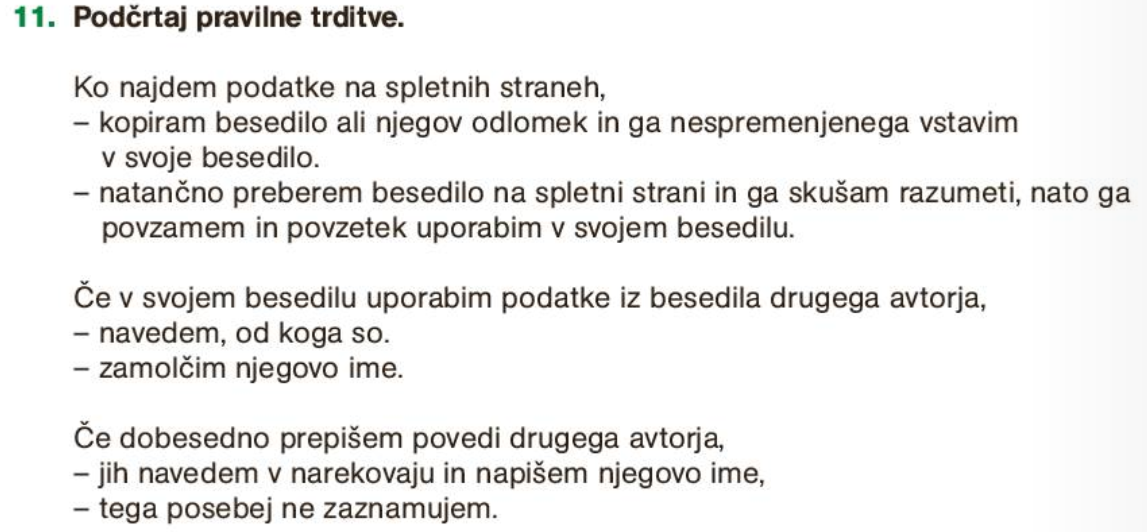 11. Podčrtaj pravilne trditve.
Ko najdem podatke na spletnih straneh,
– kopiram besedilo ali njegov odlomek in ga nespremenjenega vstavim
v svoje besedilo.
– natančno preberem besedilo na spletni strani in ga skušam razumeti, nato ga
povzamem in povzetek uporabim v svojem besedilu.
Če v svojem besedilu uporabim podatke iz besedila drugega avtorja,
– navedem, od koga so.
– zamolčim njegovo ime.
Če dobesedno prepišem povedi drugega avtorja,
– jih navedem v narekovaju in napišem njegovo ime,
– tega posebej ne zaznamujem.